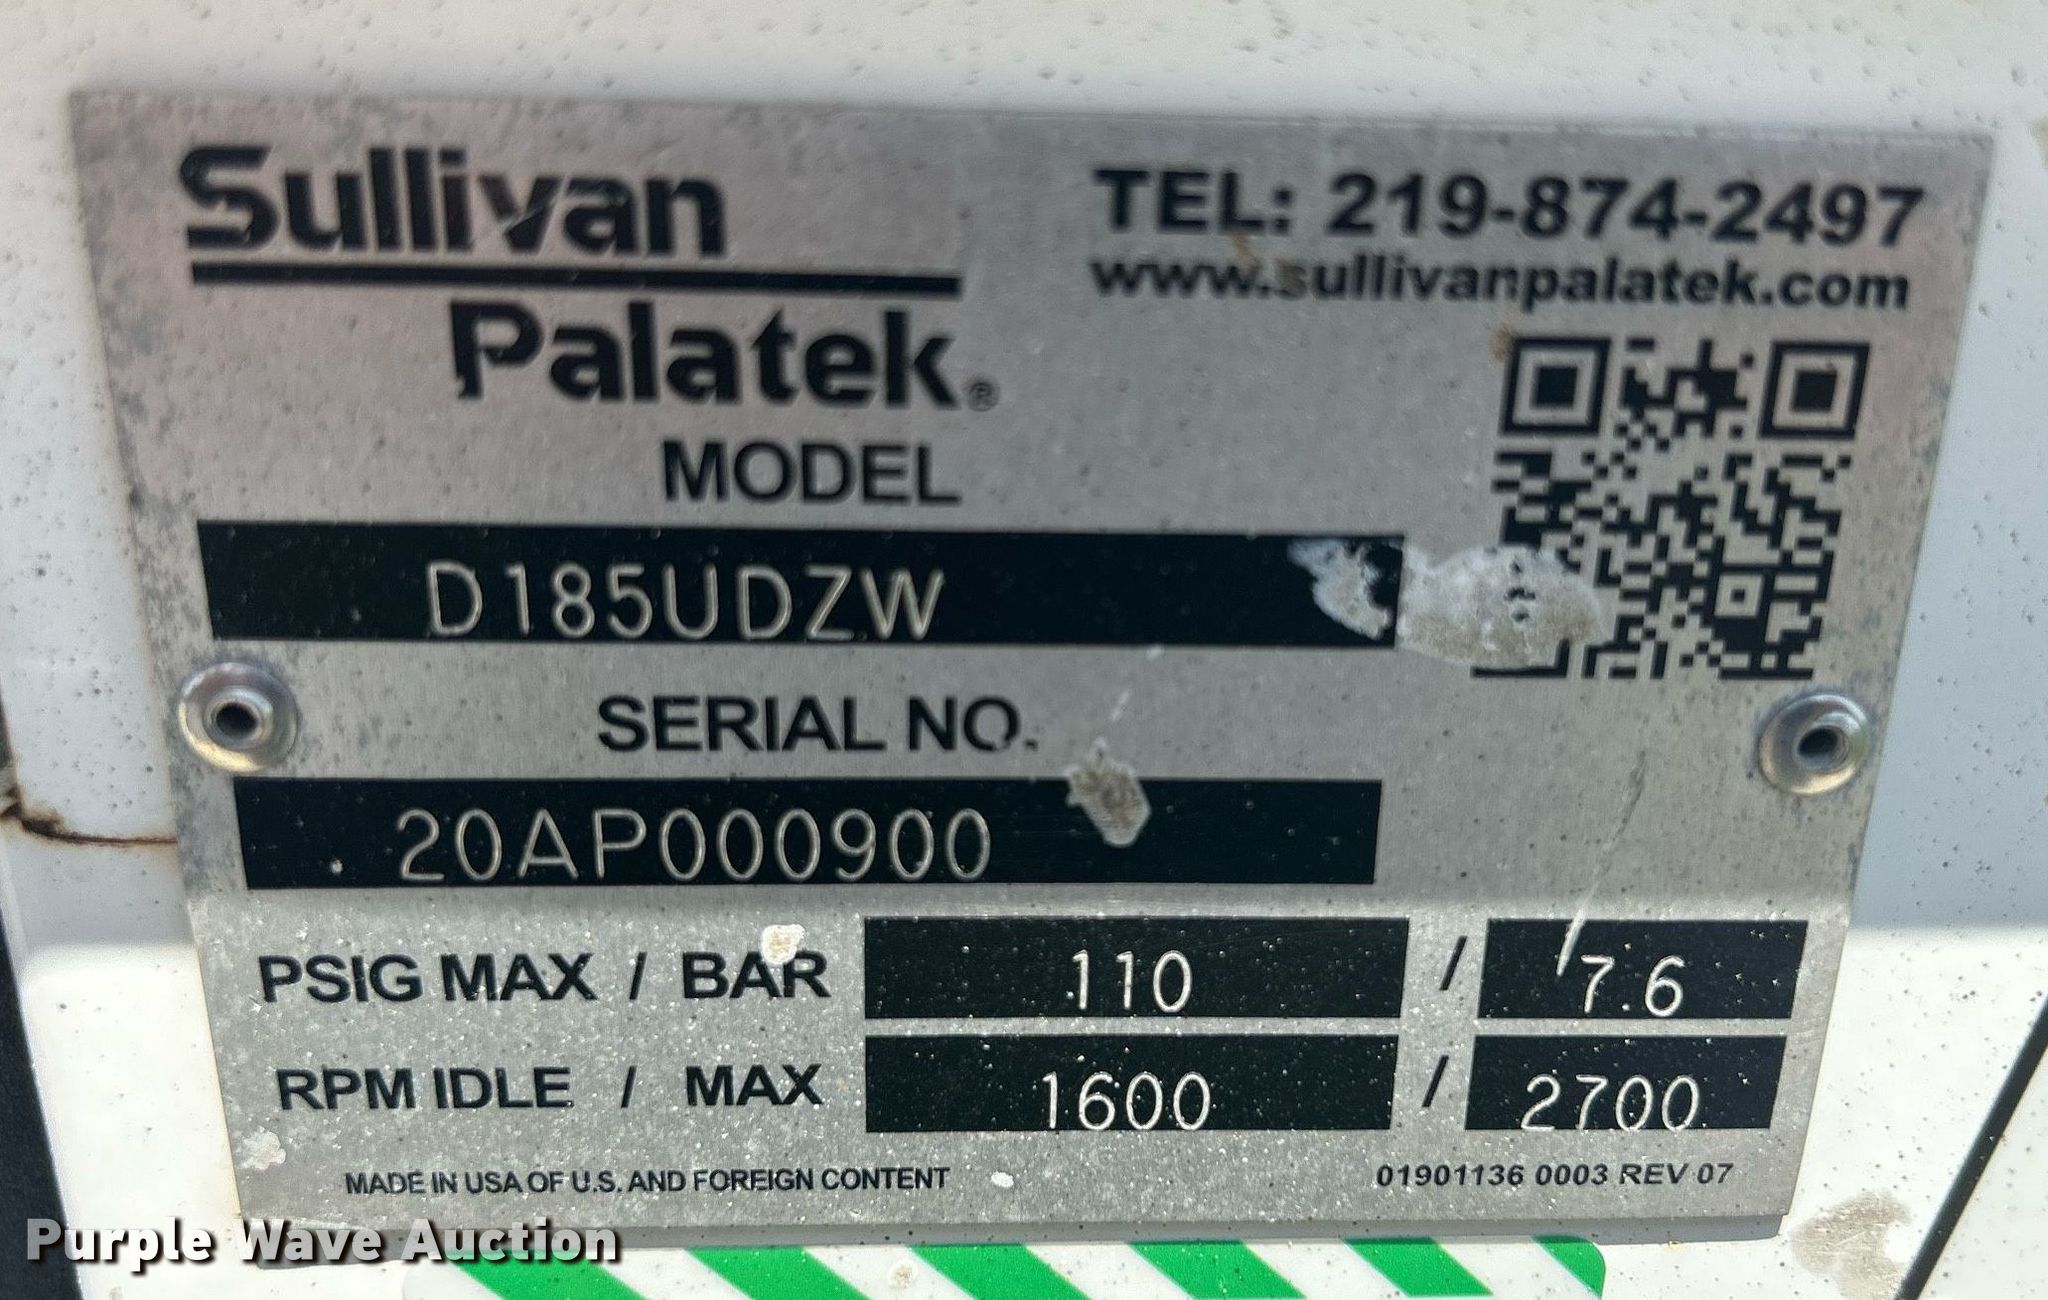 Sullivan
Palatek®
TEL: 219-874-2497
www.sullivanpalatek.com
MODEL
D185UDZW
SERIAL NO.
20AP000900
PSIG MAX / BAR 110 / 7.6
RPM IDLE / MAX 1600 / 2700
MADE IN USA OF U.S. AND FOREIGN CONTENT
01901136 0003 REV 07
Purple Wave Auction